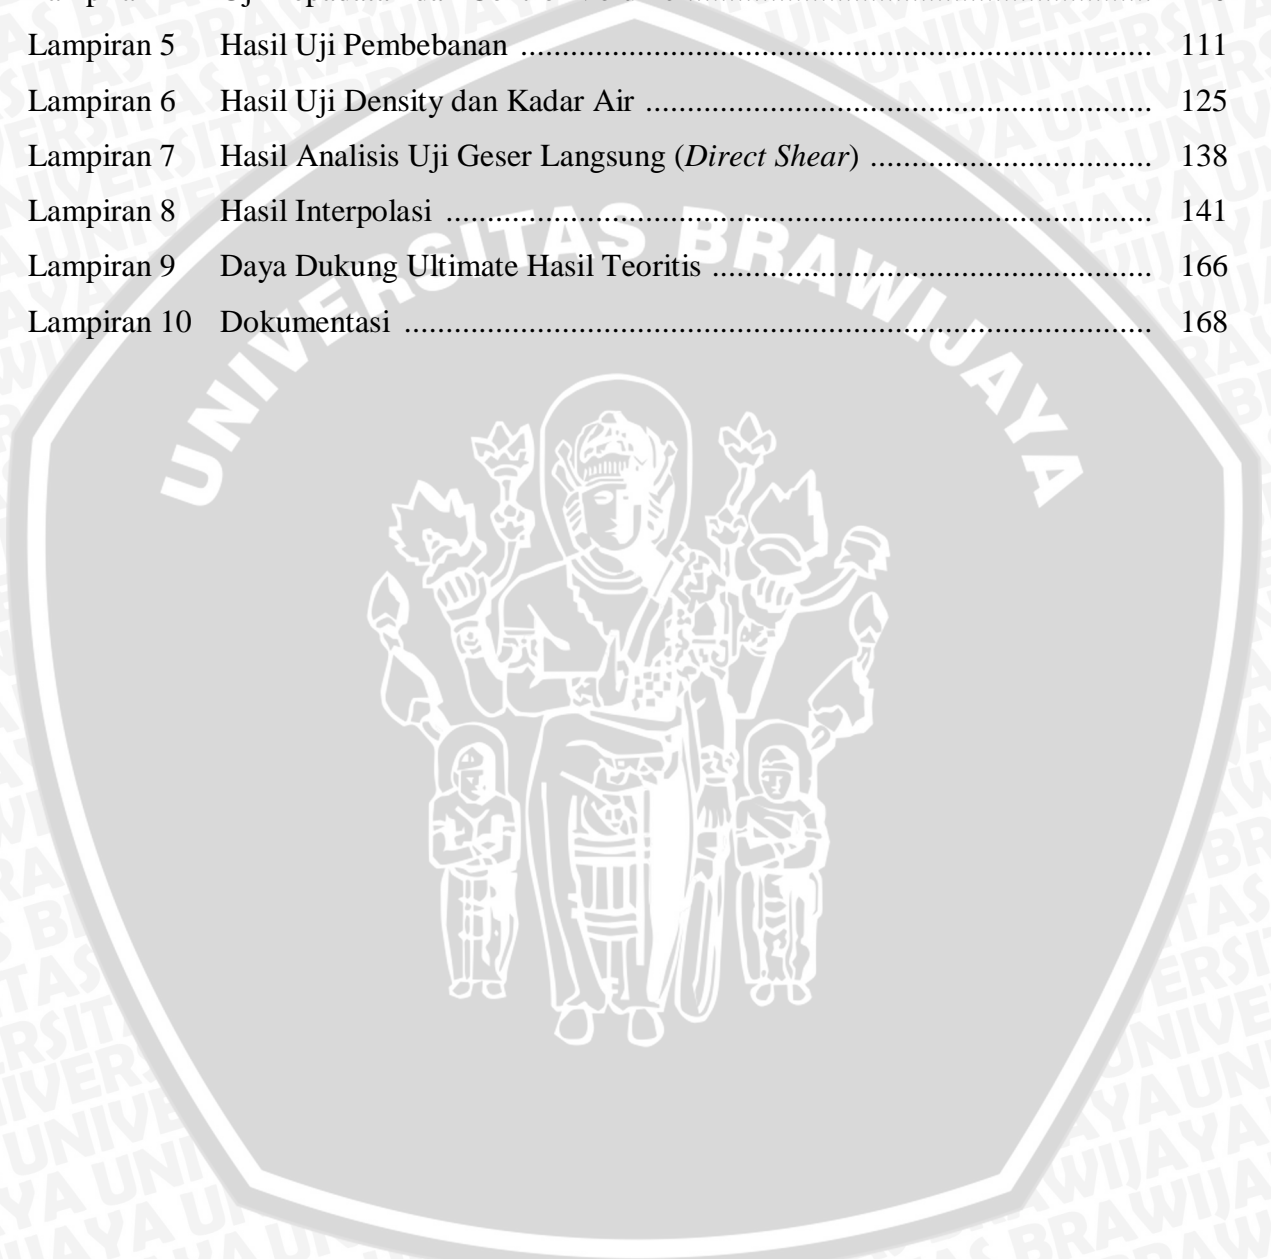 Lampiran 5 Hasil Uji Pembebanan ................................................................................ 111
Lampiran 6 Hasil Uji Density dan Kadar Air ................................................................ 125
Lampiran 7 Hasil Analisis Uji Geser Langsung (Direct Shear) ................................... 138
Lampiran 8 Hasil Interpolasi ......................................................................................... 141
Lampiran 9 Daya Dukung Ultimate Hasil Teoritis ....................................................... 166
Lampiran 10 Dokumentasi .............................................................................................. 168
UNIVERSITAS BRAWIJAYA